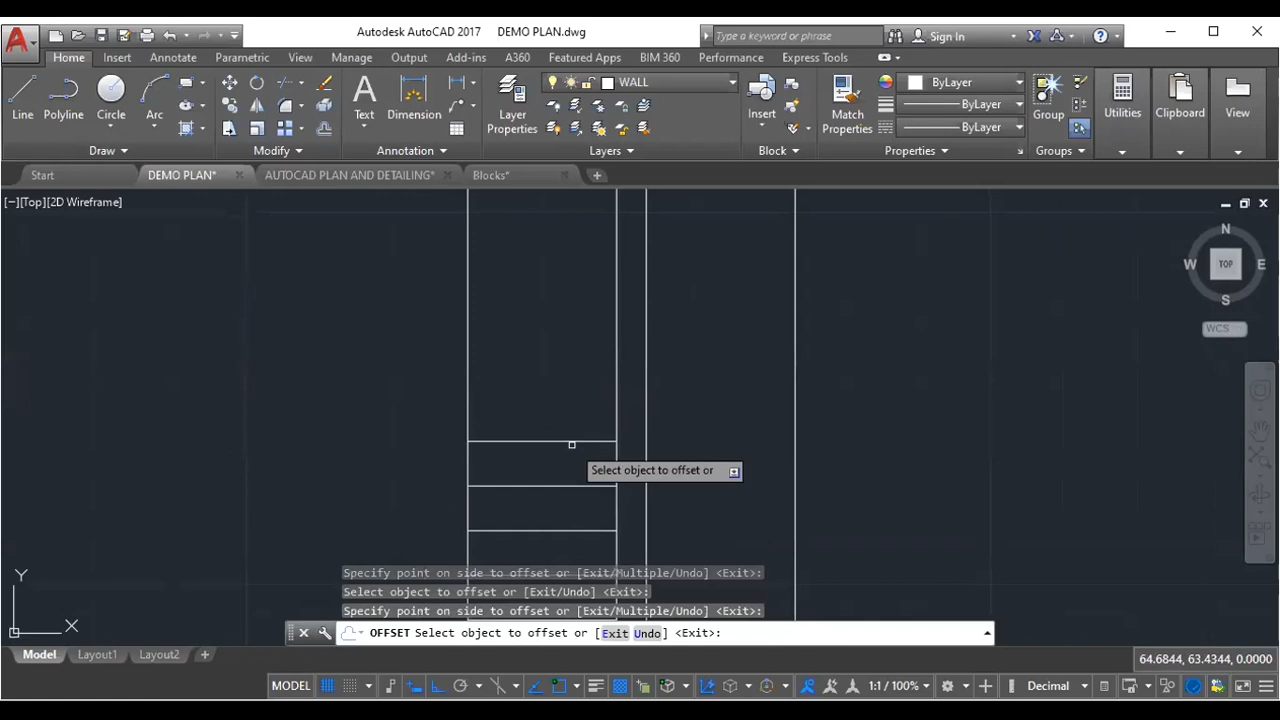 Autodesk AutoCAD 2017 DEMO PLAN.dwg
Type a keyword or phrase
Sign In
Home Insert Annotate Parametric View Manage Output Add-ins A360 Featured Apps BIM 360 Performance Express Tools
WALL
ByLayer
ByLayer
ByLayer
Line Polyline Circle Arc Text Dimension Layer Properties Insert Match Properties Group Utilities Clipboard View
Draw Modify Annotation Layers Block Properties Groups
Start DEMO PLAN* AUTOCAD PLAN AND DETAILING* Blocks*
[−][Top][2D Wireframe]
N
W TOP E
S
WCS
Select object to offset or
Specify point on side to offset or [Exit/Multiple/Undo] <Exit>:
Select object to offset or [Exit/Undo] <Exit>:
Specify point on side to offset or [Exit/Multiple/Undo] <Exit>:
OFFSET Select object to offset or [Exit Undo] <Exit>:
Y
X
Model Layout1 Layout2
64.6844, 63.4344, 0.0000
MODEL 1:1 / 100% Decimal